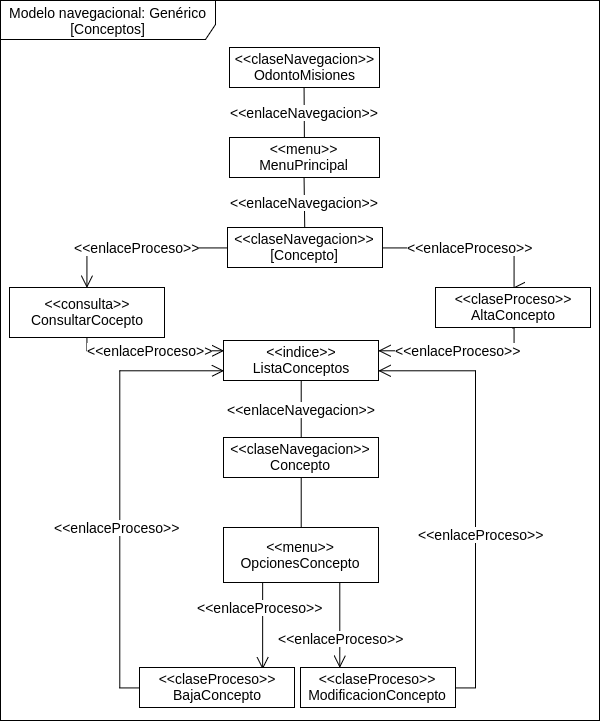 Modelo navegacional: Genérico
[Conceptos]
<<claseNavegacion>>
OdontoMisiones
<<enlaceNavegacion>>
<<menu>>
MenuPrincipal
<<enlaceNavegacion>>
<<claseNavegacion>>
[Concepto]
<<enlaceProceso>>
<<enlaceProceso>>
<<consulta>>
ConsultarCocepto
<<claseProceso>>
AltaConcepto
<<enlaceProceso>>
<<indice>>
ListaConceptos
<<enlaceProceso>>
<<enlaceNavegacion>>
<<claseNavegacion>>
Concepto
<<enlaceProceso>>
<<enlaceProceso>>
<<menu>>
OpcionesConcepto
<<enlaceProceso>>
<<enlaceProceso>>
<<claseProceso>>
BajaConcepto
<<claseProceso>>
ModificacionConcepto